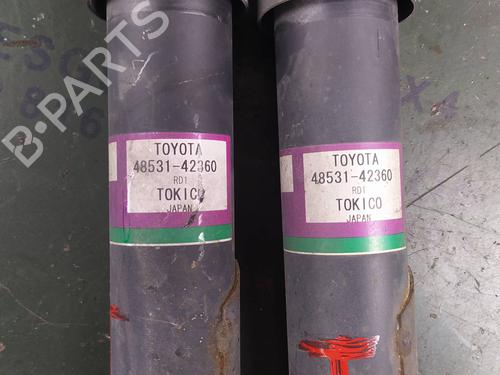 B-PARTS
TOYOTA
48531-42360
RD1
TOKICO
JAPAN
TOYOTA
48531-42360
RD1
TOKICO
JAPAN